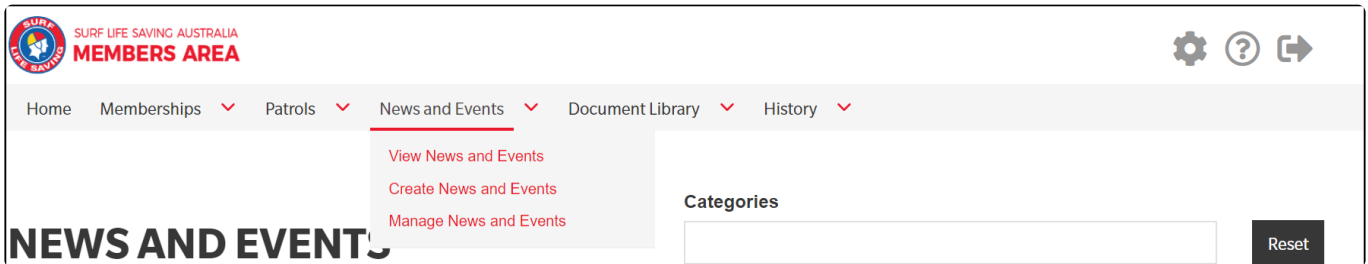 SURF
LIFE SAVING
SURF LIFE SAVING AUSTRALIA
MEMBERS AREA
?
Home Memberships Patrols News and Events Document Library History
View News and Events
Create News and Events
Manage News and Events
Categories
NEWS AND EVENTS
Reset